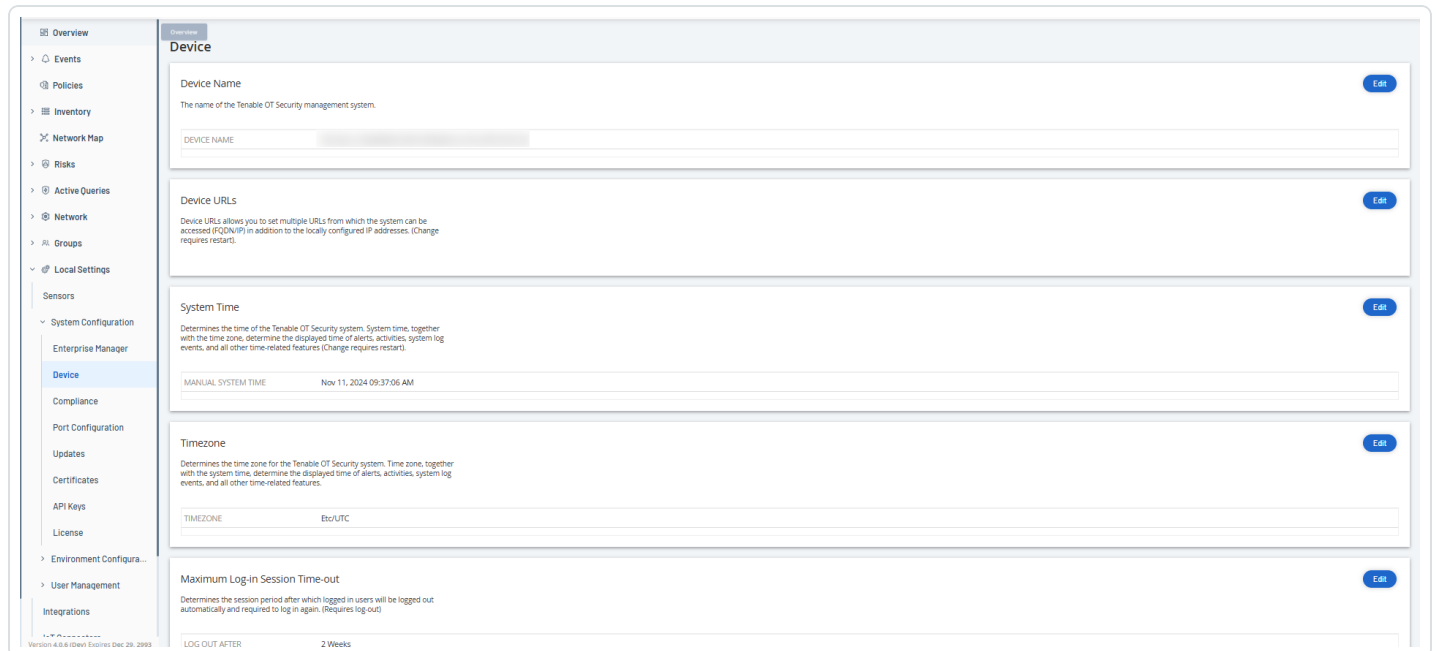 Overview
Events
Policies
Inventory
Network Map
Risks
Active Queries
Network
Groups
Local Settings
Sensors
System Configuration
Enterprise Manager
Device
Compliance
Port Configuration
Updates
Certificates
API Keys
License
Environment Configura...
User Management
Integrations
Version 4.0.6 (Dev) Expires Dec 26, 2993
Overview
Device
Device Name
Edit
The name of the Tenable OT Security management system.
DEVICE NAME
Device URLs
Edit
Device URLs allows you to set multiple URLs from which the system can be
accessed (FQDN/IP) in addition to the locally configured IP addresses. (Change
requires restart).
System Time
Edit
Determines the time of the Tenable OT Security system. System time, together
with the time zone, determine the displayed time of alerts, activities, system log
events, and all other time-related features (Change requires restart).
MANUAL SYSTEM TIME Nov 11, 2024 09:37:06 AM
Timezone
Edit
Determines the time zone for the Tenable OT Security system. Time zone, together
with the system time, determine the displayed time of alerts, activities, system log
events, and all other time-related features.
TIMEZONE Etc/UTC
Maximum Log-in Session Time-out
Edit
Determines the session period after which logged in users will be logged out
automatically and required to log in again. (Requires log-out)
LOG OUT AFTER 2 Weeks